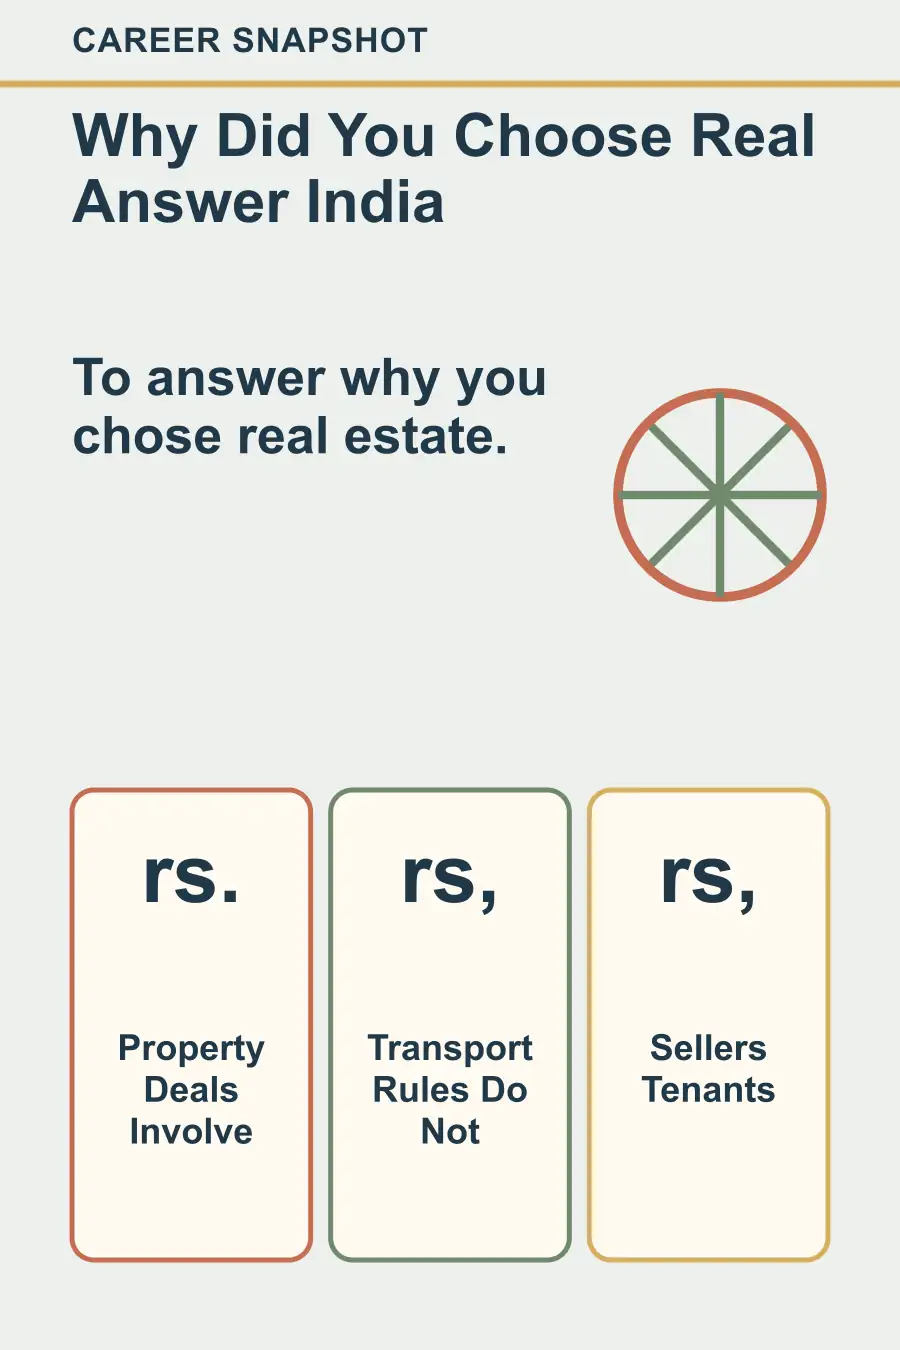 CAREER SNAPSHOT
Why Did You Choose Real
Answer India
To answer why you
chose real estate.
rs.
Property
Deals
Involve
rs,
Transport
Rules Do
Not
rs,
Sellers
Tenants